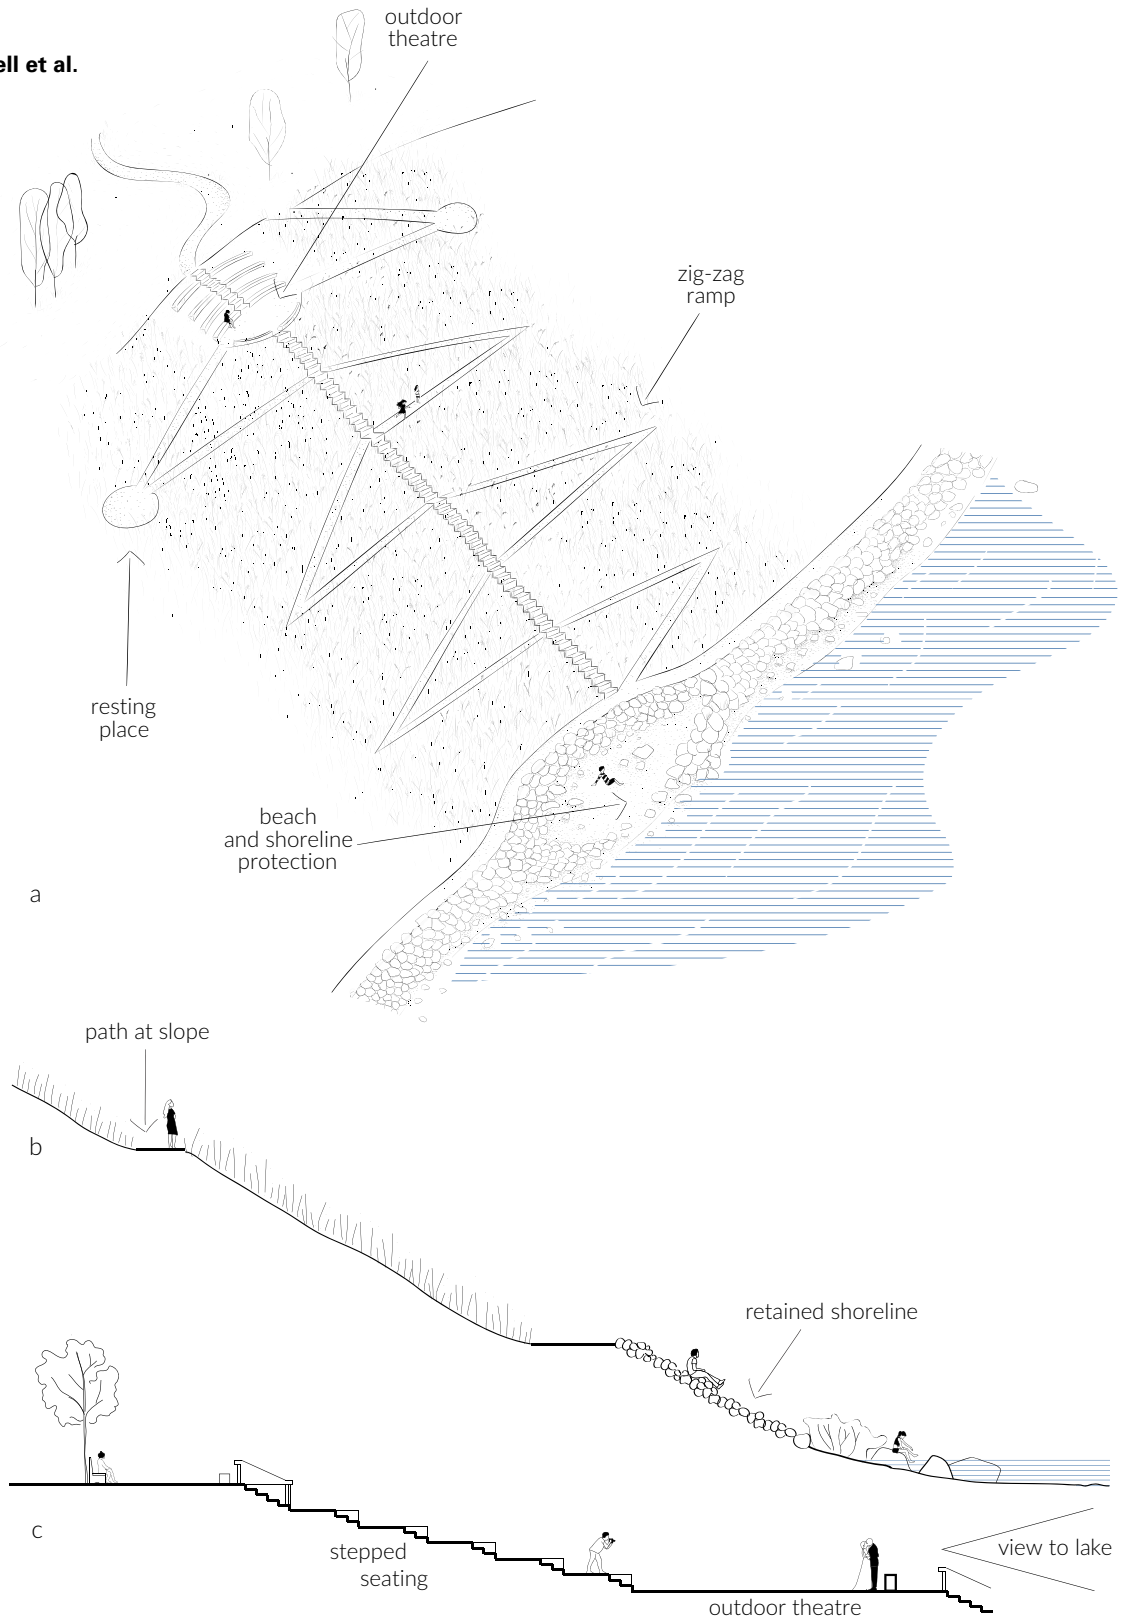 outdoor
theatre
ell et al.
zig-zag
ramp
resting
place
beach
and shoreline
protection
a
path at slope
b
retained shoreline
c
stepped
seating
view to lake
outdoor theatre